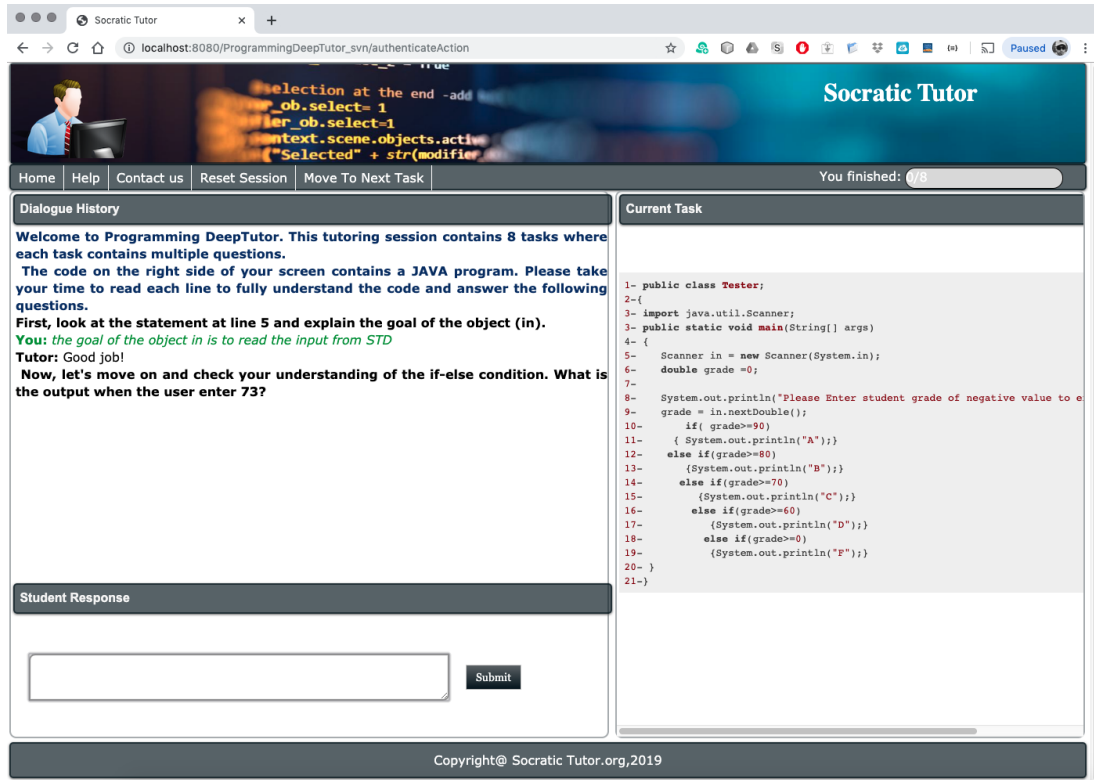 Socratic Tutor
localhost:8080/ProgrammingDeepTutor_svn/authenticateAction
Paused
election at the end -add
_ob.select= 1
er_ob.select=1
ntext.scene.objects.activ
("Selected" + str(modifier
Socratic Tutor
Home Help Contact us Reset Session Move To Next Task You finished: 0/8
Dialogue History
Welcome to Programming DeepTutor. This tutoring session contains 8 tasks where
each task contains multiple questions.
The code on the right side of your screen contains a JAVA program. Please take
your time to read each line to fully understand the code and answer the following
questions.
First, look at the statement at line 5 and explain the goal of the object (in).
You: the goal of the object in is to read the input from STD
Tutor: Good job!
Now, let's move on and check your understanding of the if-else condition. What is
the output when the user enter 73?
Student Response
Submit
Current Task
1- public class Tester;
2-{
3- import java.util.Scanner;
3- public static void main(String[] args)
4- {
5- Scanner in = new Scanner(System.in);
6- double grade =0;
7-
8- System.out.println("Please Enter student grade of negative value to e
9- grade = in.nextDouble();
10- if( grade>=90)
11- { System.out.println("A");}
12- else if(grade>=80)
13- {System.out.println("B");}
14- else if(grade>=70)
15- {System.out.println("C");}
16- else if(grade>=60)
17- {System.out.println("D");}
18- else if(grade>=0)
19- {System.out.println("F");}
20- }
21-}
Copyright@ Socratic Tutor.org,2019